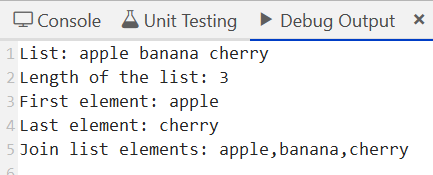 Console Unit Testing Debug Output ×
1 List: apple banana cherry
2 Length of the list: 3
3 First element: apple
4 Last element: cherry
5 Join list elements: apple,banana,cherry
6